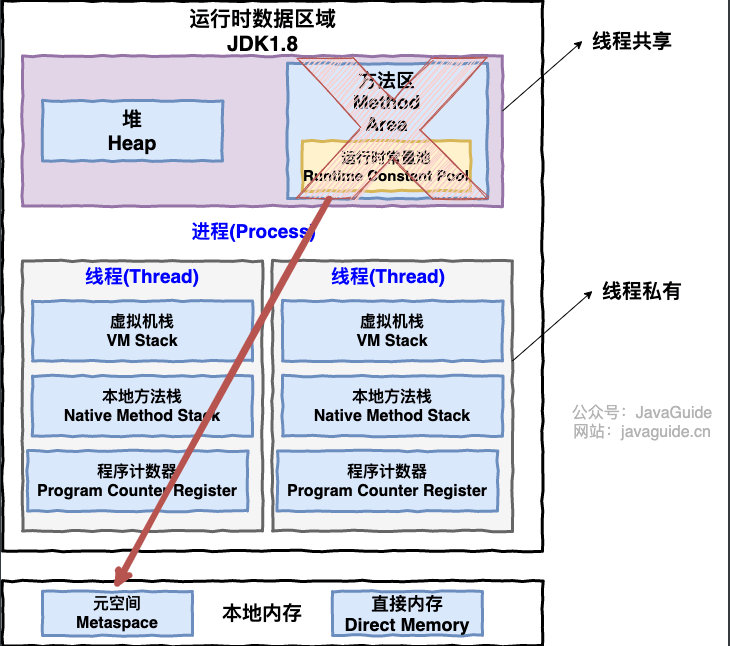 运行时数据区域
JDK1.8
线程共享
堆
Heap
方法区
Method
Area
运行时常量池
Runtime Constant Pool
进程(Process)
线程(Thread)
虚拟机栈
VM Stack
本地方法栈
Native Method Stack
程序计数器
Program Counter Register
线程(Thread)
虚拟机栈
VM Stack
本地方法栈
Native Method Stack
程序计数器
Program Counter Register
线程私有
公众号：JavaGuide
网站：javaguide.cn
元空间
Metaspace
本地内存
直接内存
Direct Memory